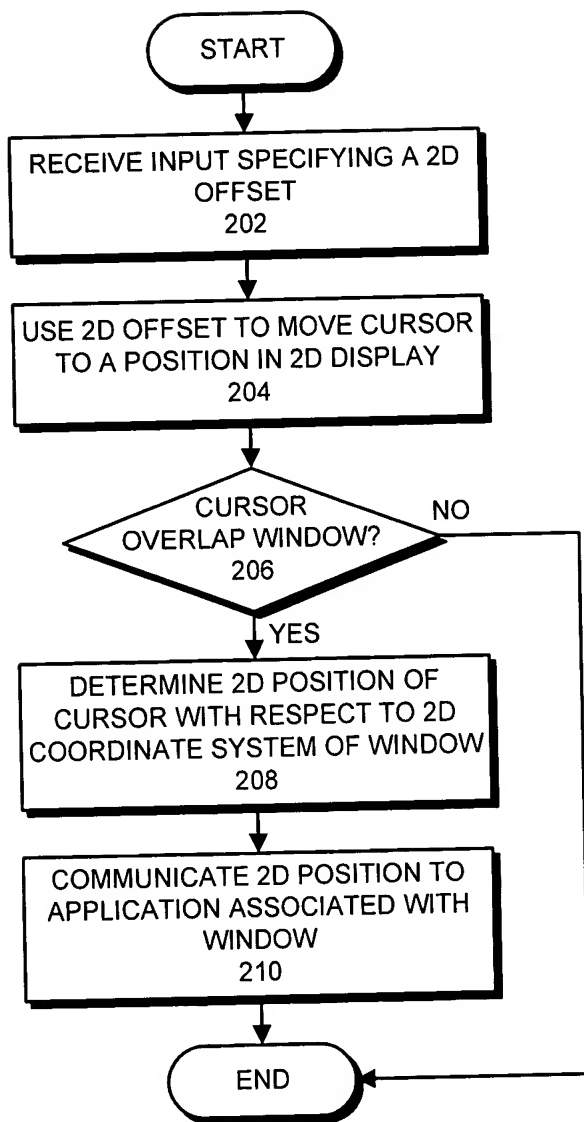 START
RECEIVE INPUT SPECIFYING A 2D
OFFSET
202
USE 2D OFFSET TO MOVE CURSOR
TO A POSITION IN 2D DISPLAY
204
CURSOR
OVERLAP WINDOW?
206
NO
YES
DETERMINE 2D POSITION OF
CURSOR WITH RESPECT TO 2D
COORDINATE SYSTEM OF WINDOW
208
COMMUNICATE 2D POSITION TO
APPLICATION ASSOCIATED WITH
WINDOW
210
END